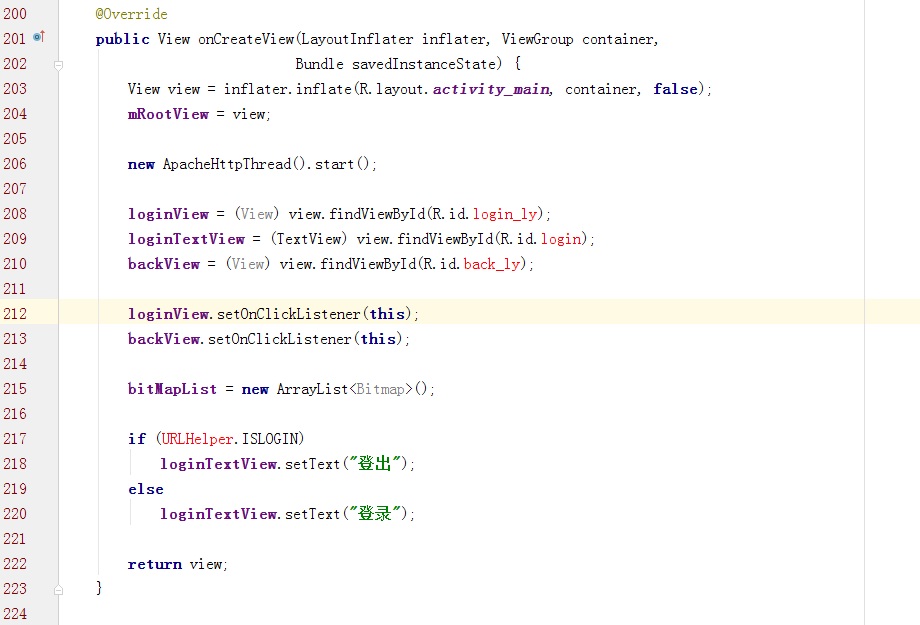 200 @Override
201 public View onCreateView(LayoutInflater inflater, ViewGroup container,
202 Bundle savedInstanceState) {
203 View view = inflater.inflate(R.layout.activity_main, container, false);
204 mRootView = view;
205
206 new ApacheHttpThread().start();
207
208 loginView = (View) view.findViewById(R.id.login_ly);
209 loginTextView = (TextView) view.findViewById(R.id.login);
210 backView = (View) view.findViewById(R.id.back_ly);
211
212 loginView.setOnClickListener(this);
213 backView.setOnClickListener(this);
214
215 bitMapList = new ArrayList<Bitmap>();
216
217 if (URLHelper.ISLOGIN)
218 loginTextView.setText("登出");
219 else
220 loginTextView.setText("登录");
221
222 return view;
223 }
224